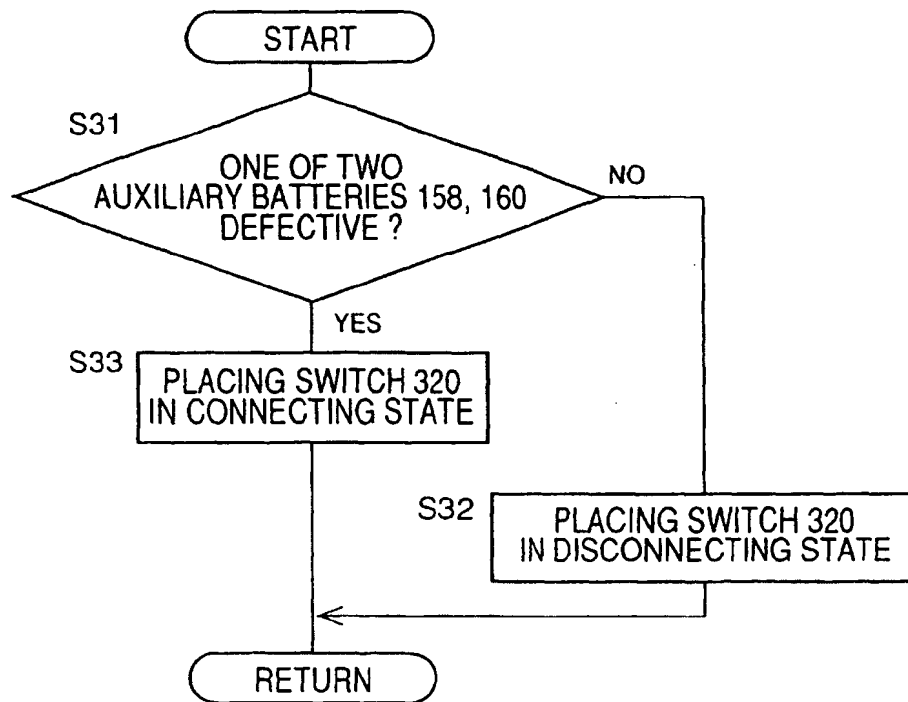 START
S31
ONE OF TWO
AUXILIARY BATTERIES 158, 160
DEFECTIVE ?
NO
YES
S33
PLACING SWITCH 320
IN CONNECTING STATE
S32
PLACING SWITCH 320
IN DISCONNECTING STATE
RETURN